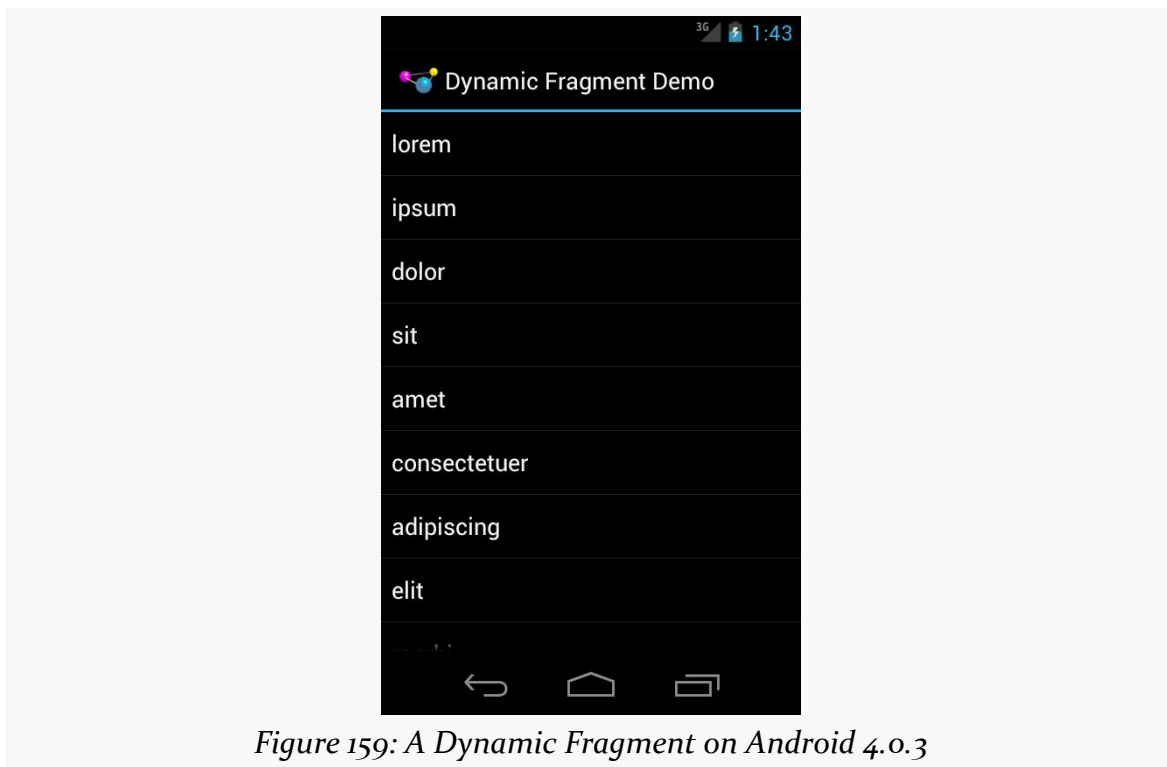 3G 1:43
Dynamic Fragment Demo
lorem
ipsum
dolor
sit
amet
consectetuer
adipiscing
elit
Figure 159: A Dynamic Fragment on Android 4.0.3